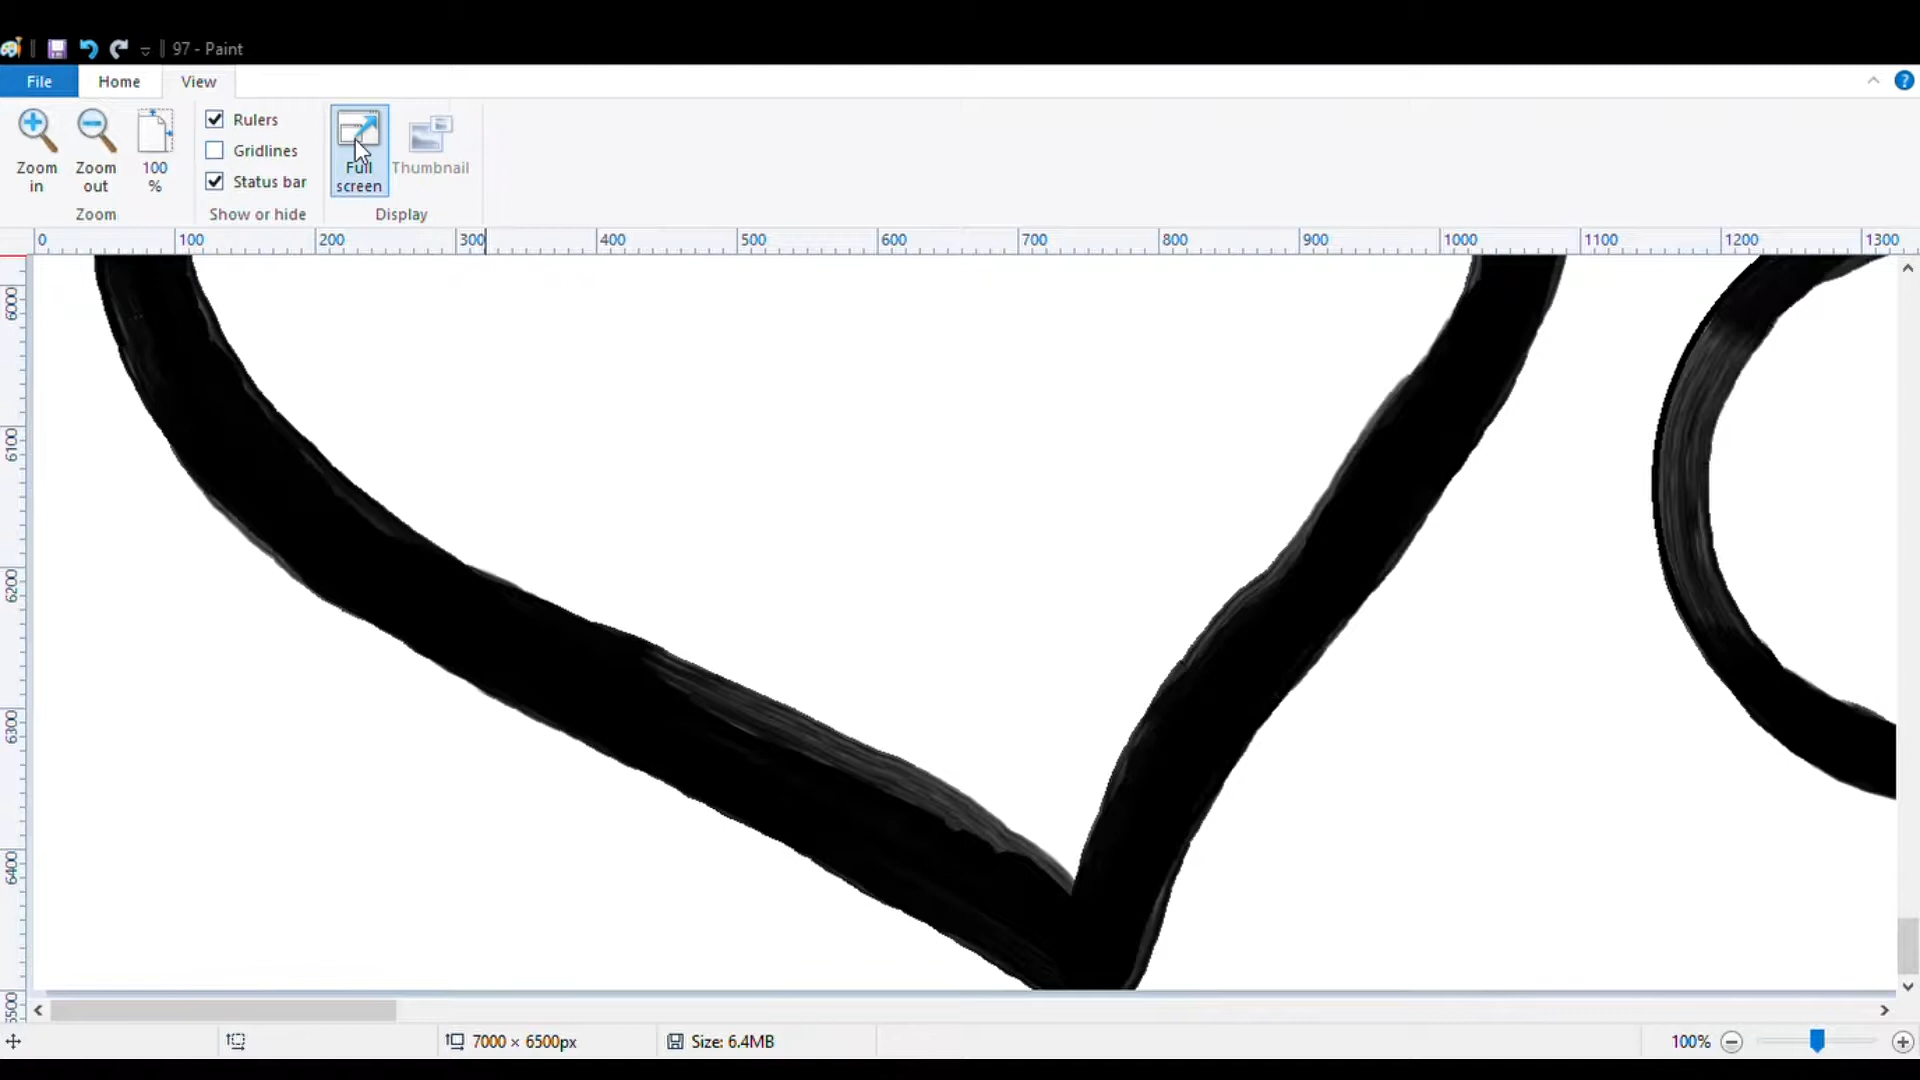 97 - Paint
File Home View
Zoom in
Zoom out
100 %
Rulers
Gridlines
Status bar
Full screen
Thumbnail
Zoom
Show or hide
Display
0 100 200 300 400 500 600 700 800 900 1000 1100 1200 1300
6000
6100
6200
6300
6400
6500
7000 × 6500px
Size: 6.4MB
100%